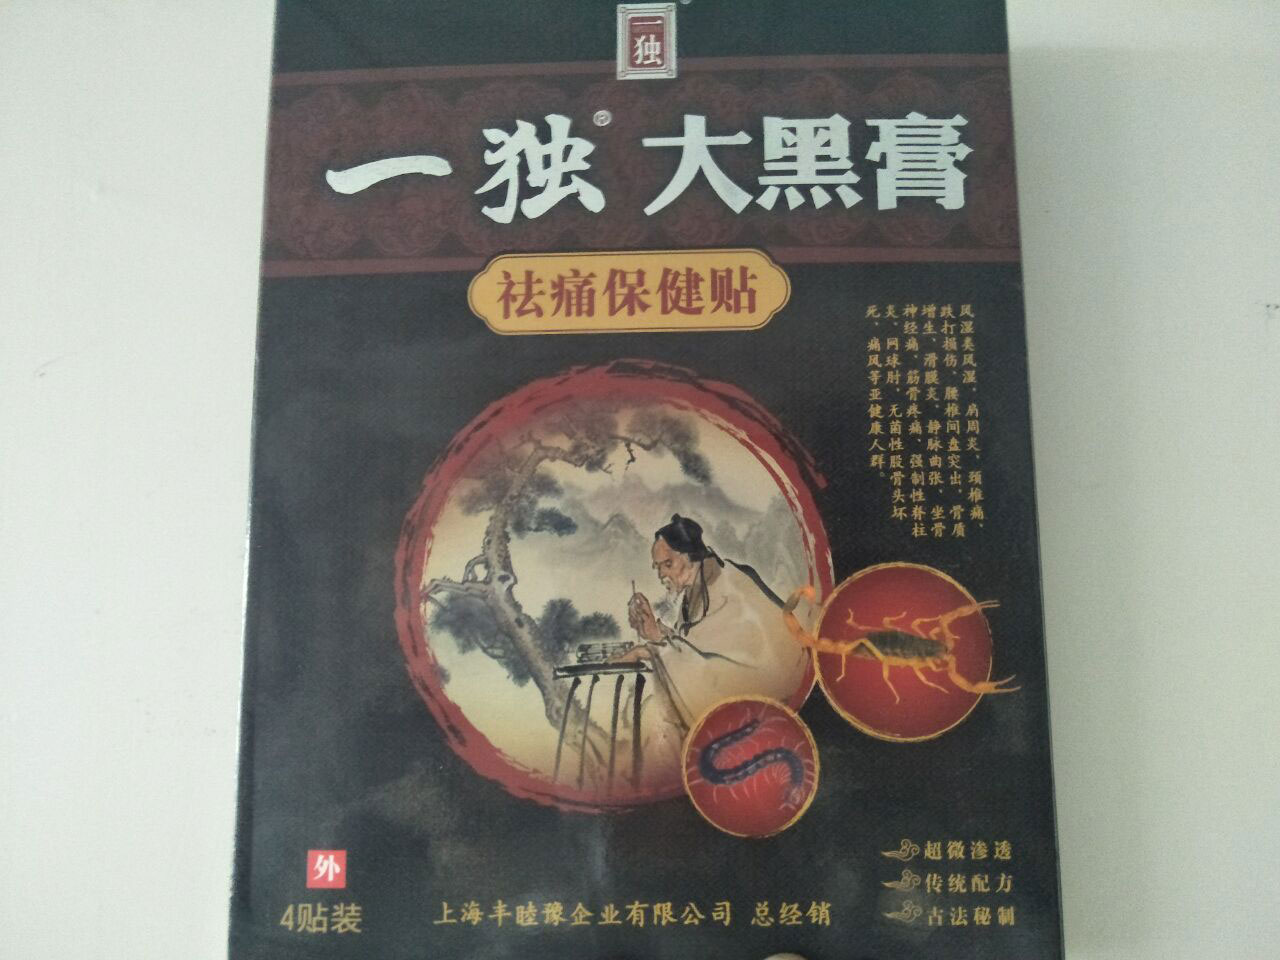 一独
一独® 大黑膏
祛痛保健贴
风湿类风湿、肩周炎、颈椎痛、
跌打损伤、腰椎间盘突出、骨质
增生、滑膜炎、静脉曲张、坐骨
神经痛、筋骨疼痛、强制性脊柱
炎、网球肘、无菌性股骨头坏
死、痛风等亚健康人群。
超微渗透
传统配方
古法秘制
外
4贴装
上海丰睦豫企业有限公司 总经销